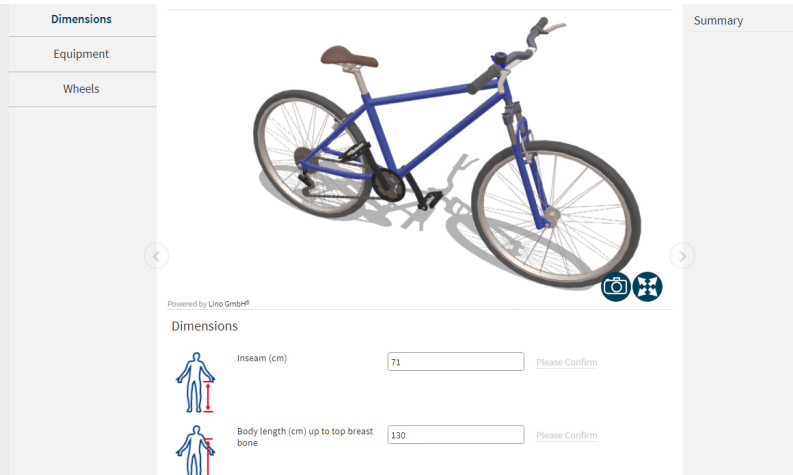 Dimensions
Equipment
Wheels
Summary
Powered by Lino GmbH®
Dimensions
Inseam (cm)
71
Please Confirm
Body length (cm) up to top breast
bone
130
Please Confirm